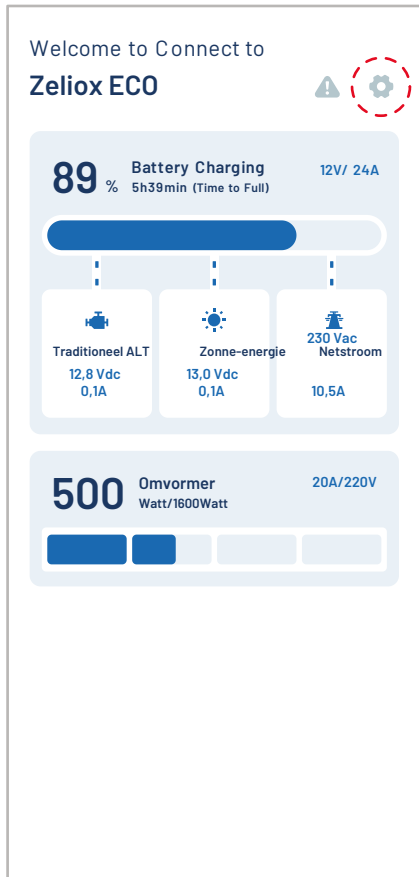 Welcome to Connect to
Zeliox ECO
89 %
Battery Charging
5h39min (Time to Full)
12V/ 24A
Traditioneel ALT
12,8 Vdc
0,1A
Zonne-energie
13,0 Vdc
0,1A
230 Vac
Netstroom
10,5A
500
Omvormer
Watt/1600Watt
20A/220V